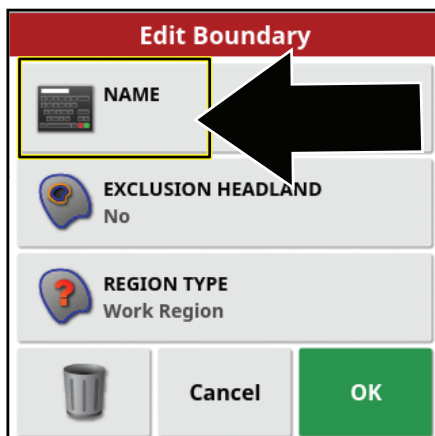 Edit Boundary
NAME
EXCLUSION HEADLAND
No
REGION TYPE
Work Region
Cancel
OK